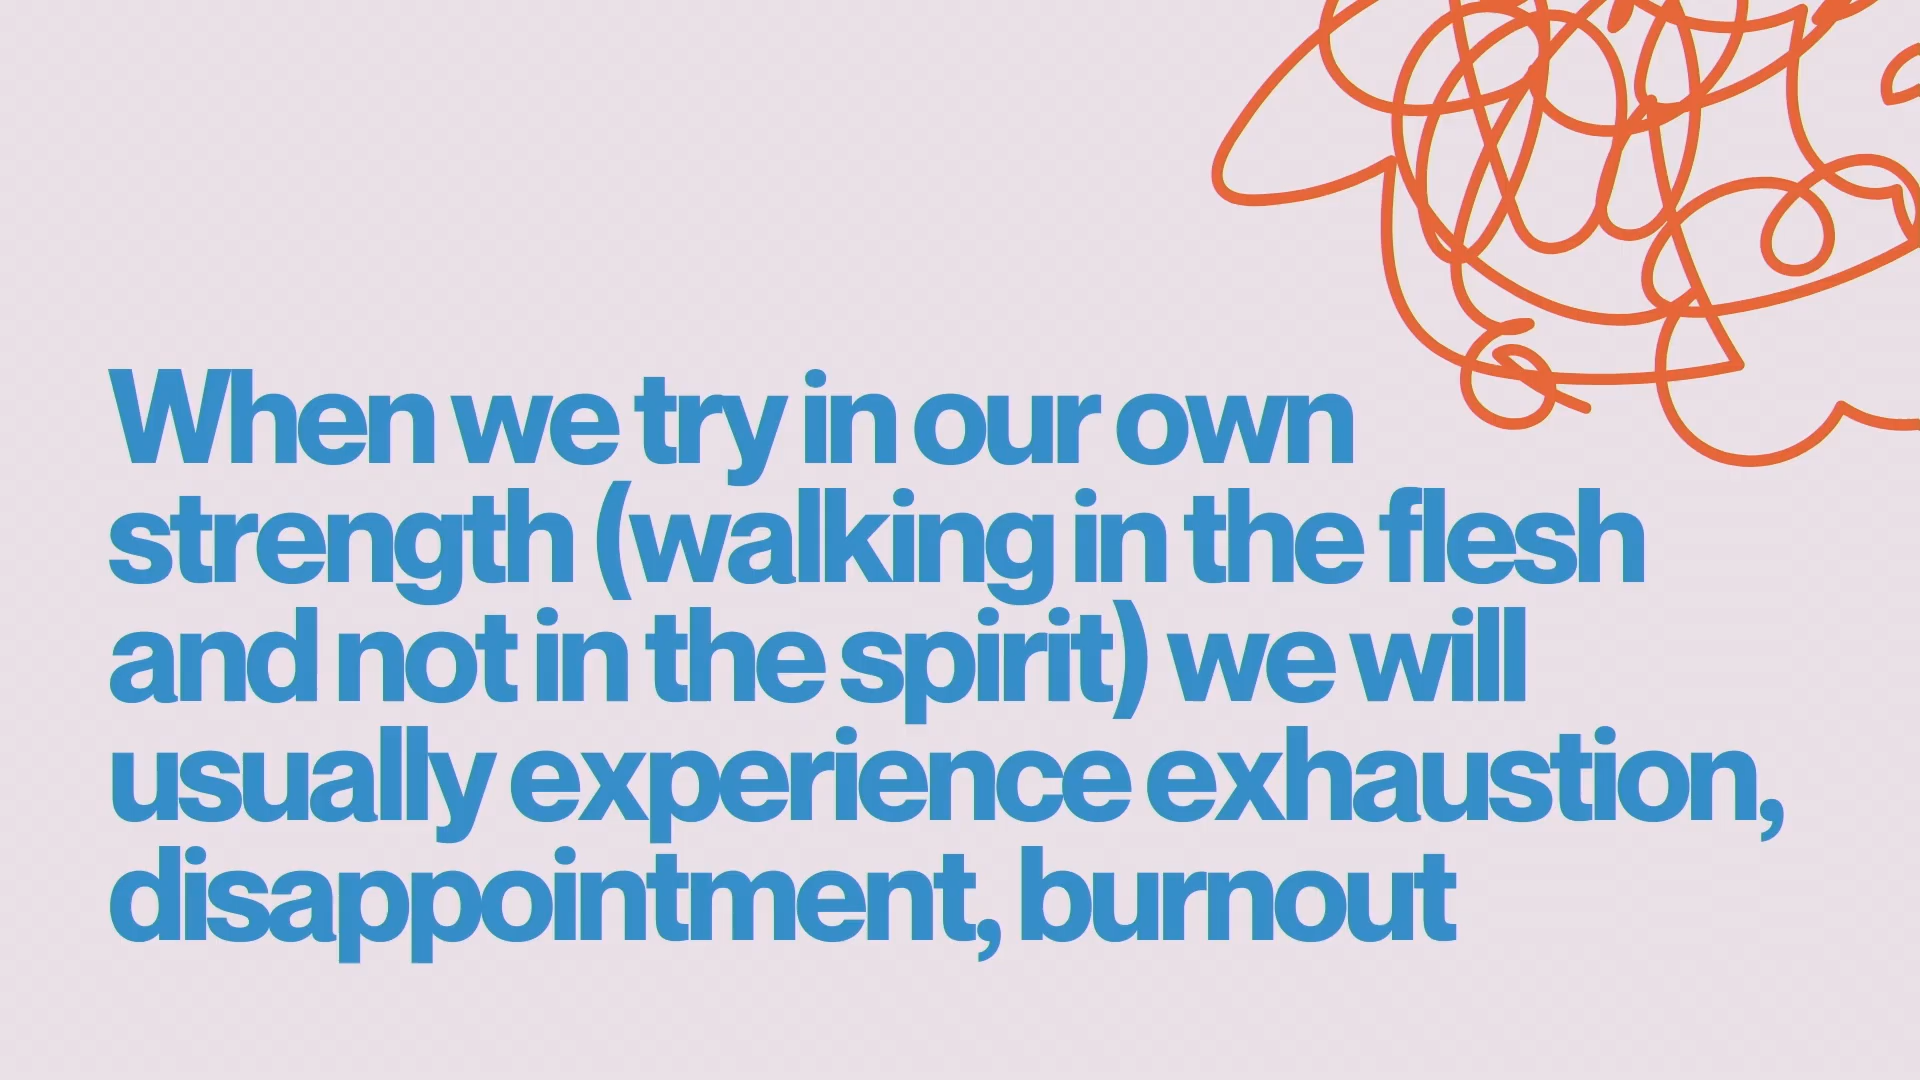 When we try in our own
strength (walking in the flesh
and not in the spirit) we will
usually experience exhaustion,
disappointment, burnout